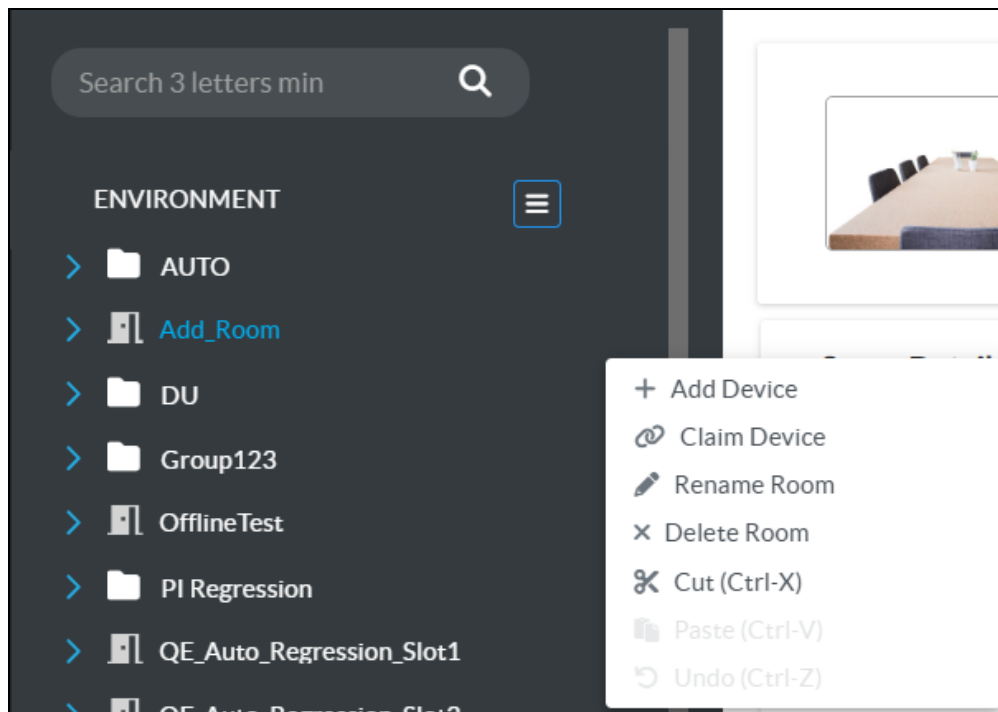 Search 3 letters min
ENVIRONMENT
AUTO
Add_Room
DU
Group123
OfflineTest
PI Regression
QE_Auto_Regression_Slot1
Add Device
Claim Device
Rename Room
Delete Room
Cut (Ctrl-X)
Paste (Ctrl-V)
Undo (Ctrl-Z)